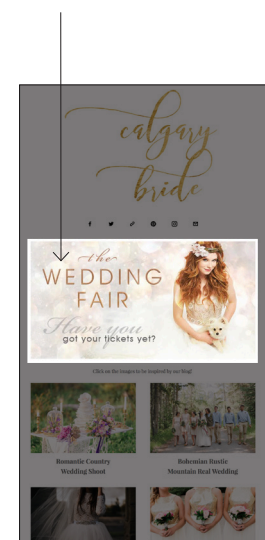 calgary
bride
the
WEDDING
FAIR
Have you
got your tickets yet?
Click on the images to be inspired by our blog!
Romantic Country
Wedding Shoot
Bohemian Rustic
Mountain Real Wedding